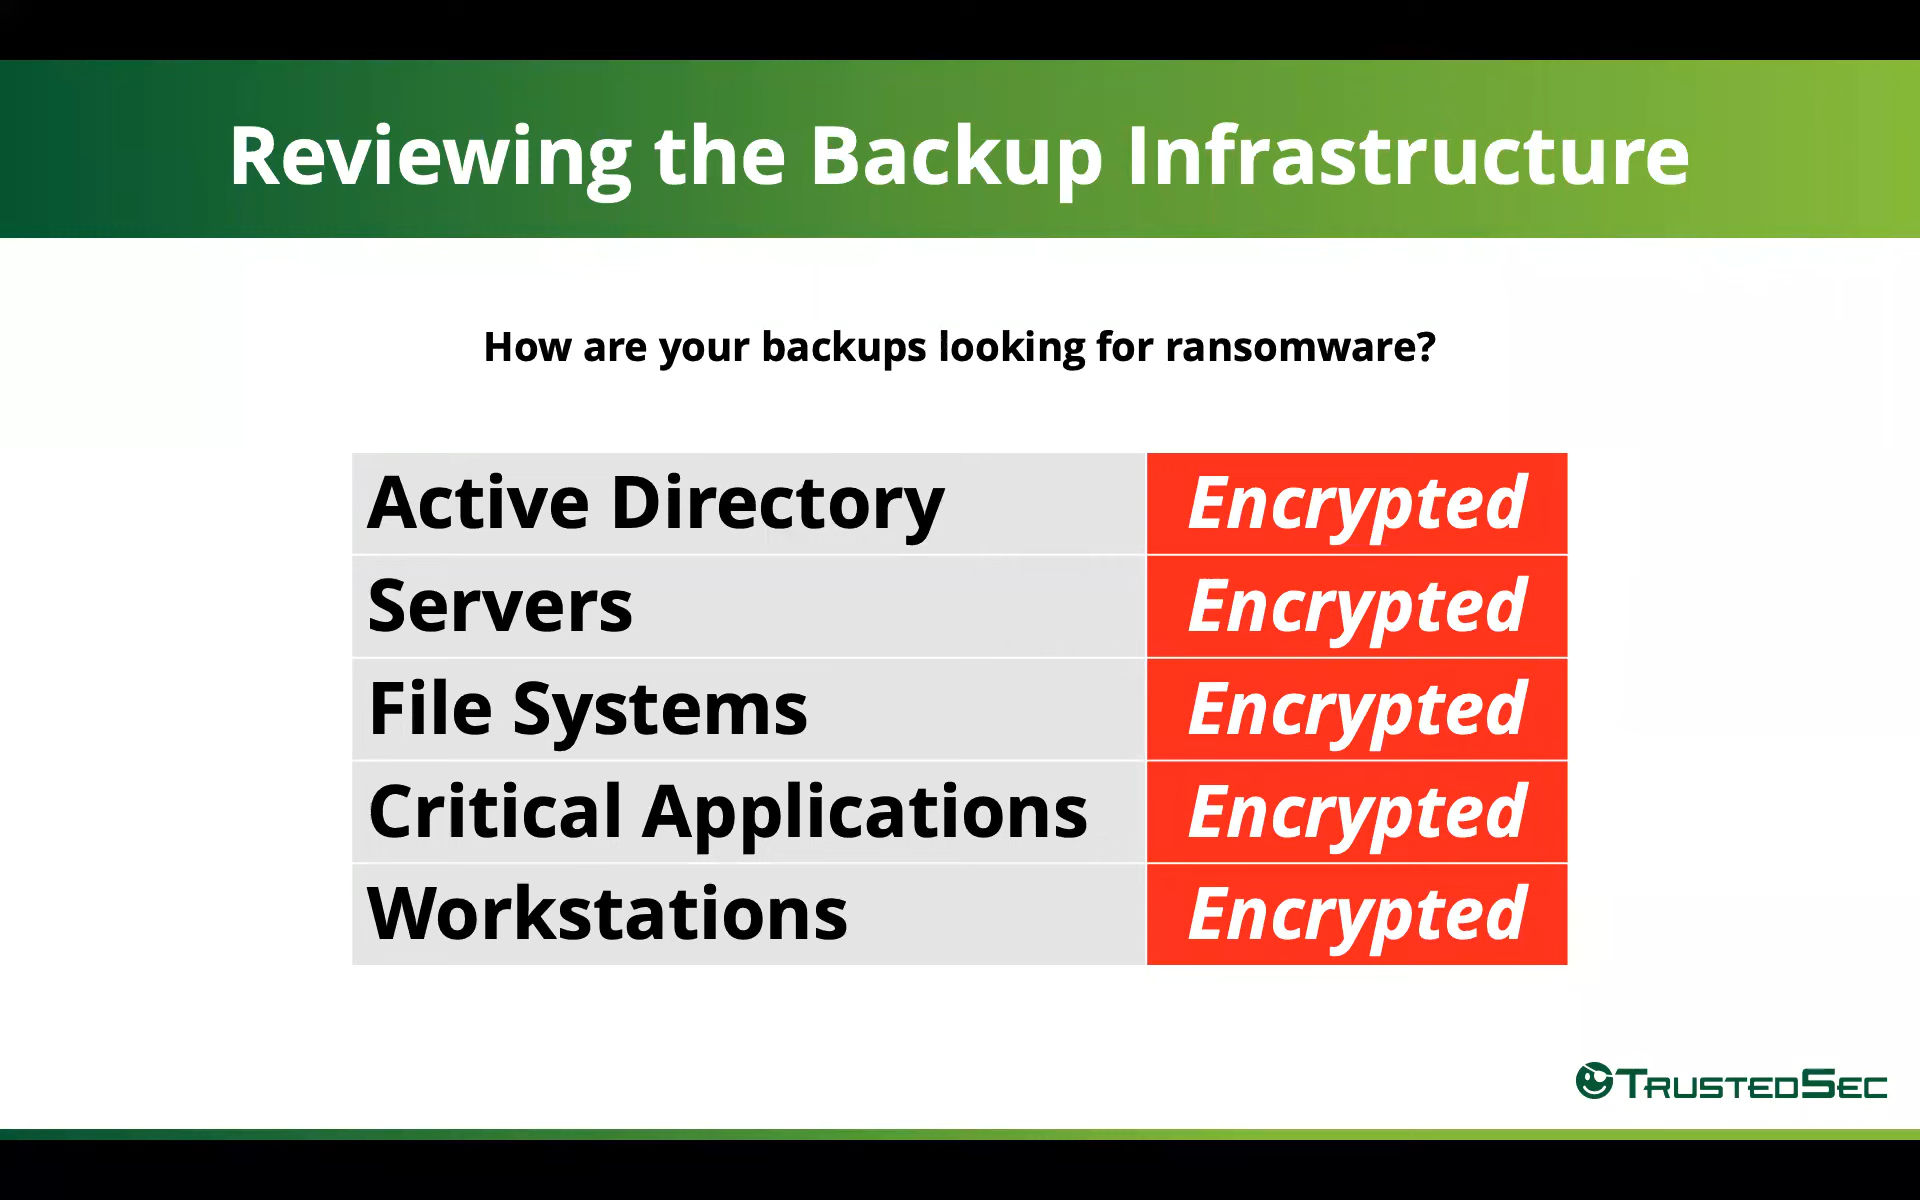 Reviewing the Backup Infrastructure
How are your backups looking for ransomware?
Active Directory Encrypted
Servers Encrypted
File Systems Encrypted
Critical Applications Encrypted
Workstations Encrypted
TRUSTEDSEC